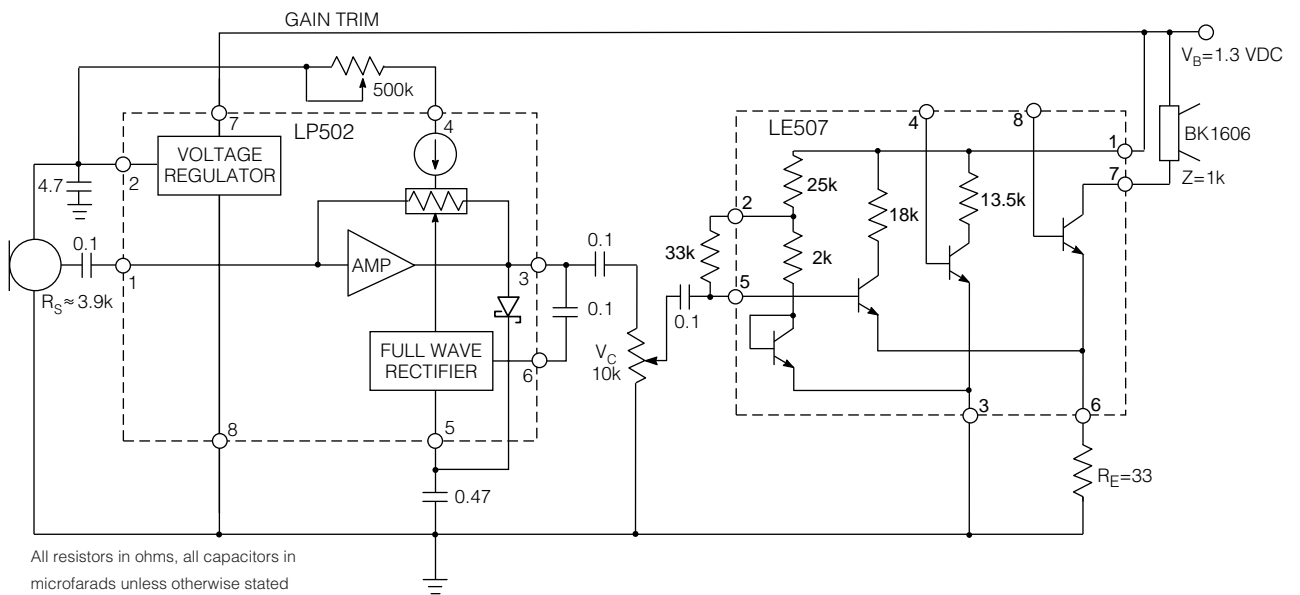 GAIN TRIM
V_B=1.3 VDC
500k
7
LP502
4
VOLTAGE
REGULATOR
2
4.7
0.1
1
R_S≈3.9k
AMP
3
0.1
0.1
FULL WAVE
RECTIFIER
6
V_C
10k
8
5
0.47
LE507
4
8
1
BK1606
Z=1k
7
25k
18k
13.5k
2
33k
2k
5
0.1
3
6
R_E=33
All resistors in ohms, all capacitors in
microfarads unless otherwise stated